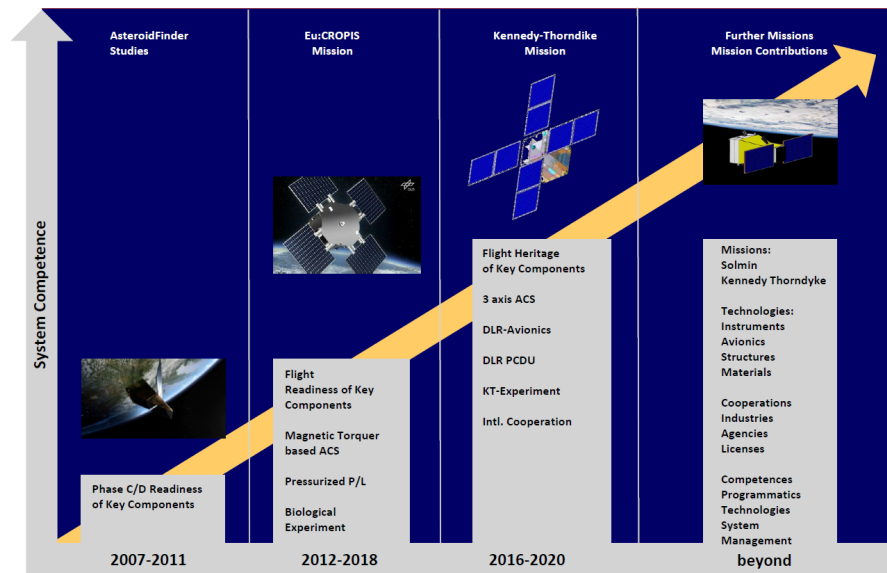 System Competence
AsteroidFinder
Studies
Phase C/D Readiness
of Key Components
2007-2011
Eu:CROPIS
Mission
DLR
Flight
Readiness of Key
Components
Magnetic Torquer
based ACS
Pressurized P/L
Biological
Experiment
2012-2018
Kennedy-Thorndike
Mission
Flight Heritage
of Key Components
3 axis ACS
DLR-Avionics
DLR PCDU
KT-Experiment
Intl. Cooperation
2016-2020
Further Missions
Mission Contributions
Missions:
Solmin
Kennedy Thorndyke
Technologies:
Instruments
Avionics
Structures
Materials
Cooperations
Industries
Agencies
Licenses
Competences
Programmatics
Technologies
System
Management
beyond